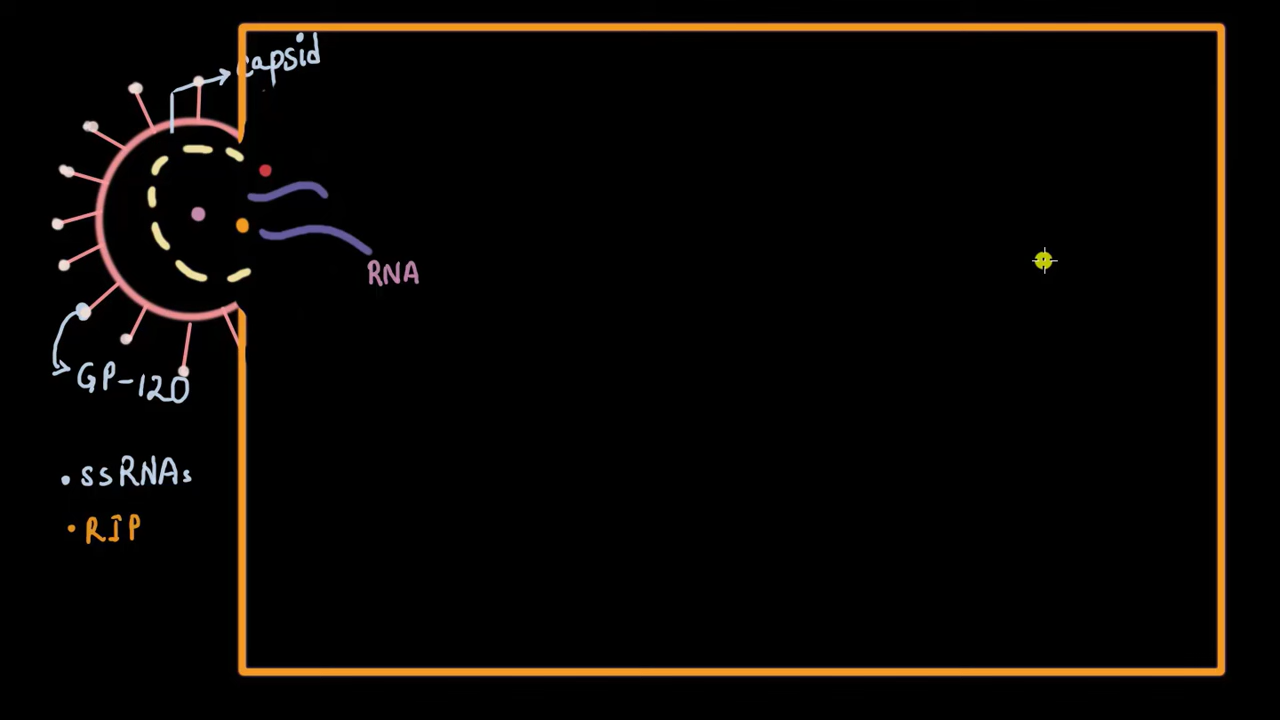 Capsid
RNA
GP-120
• ssRNAs
• RIP